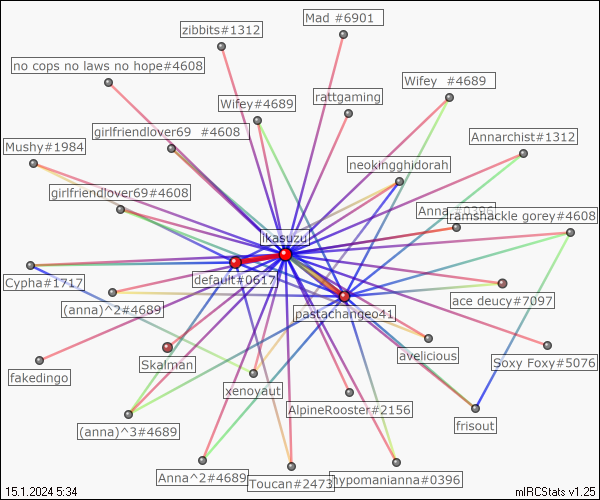 Mad #6901
zibbits#1312
no cops no laws no hope#4608
Wifey #4689
rattgaming
Wifey#4689
girlfriendlover69 #4608
Annarchist#1312
Mushy#1984
neokingghidorah
girlfriendlover69#4608
Anna #0396
ramshackle gorey#4608
ikasuzu
Cypha#1717
default#0617
(anna)^2#4689
ace deucy#7097
pastachangeo41
avelicious
Skalman
Soxy Foxy#5076
fakedingo
xenoyaut
AlpineRooster#2156
frisout
(anna)^3#4689
Anna^2#4689
Toucan#2473
hypomanianna#0396
15.1.2024 5:34
mIRCStats v1.25